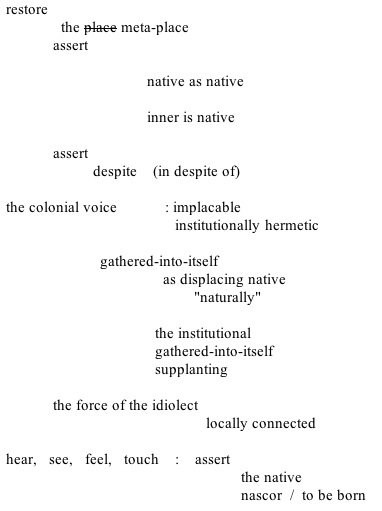 restore
the place meta-place
assert
native as native
inner is native
assert
despite (in despite of)
the colonial voice : implacable
institutionally hermetic
gathered-into-itself
as displacing native
"naturally"
the institutional
gathered-into-itself
supplanting
the force of the idiolect
locally connected
hear, see, feel, touch : assert
the native
nascor / to be born